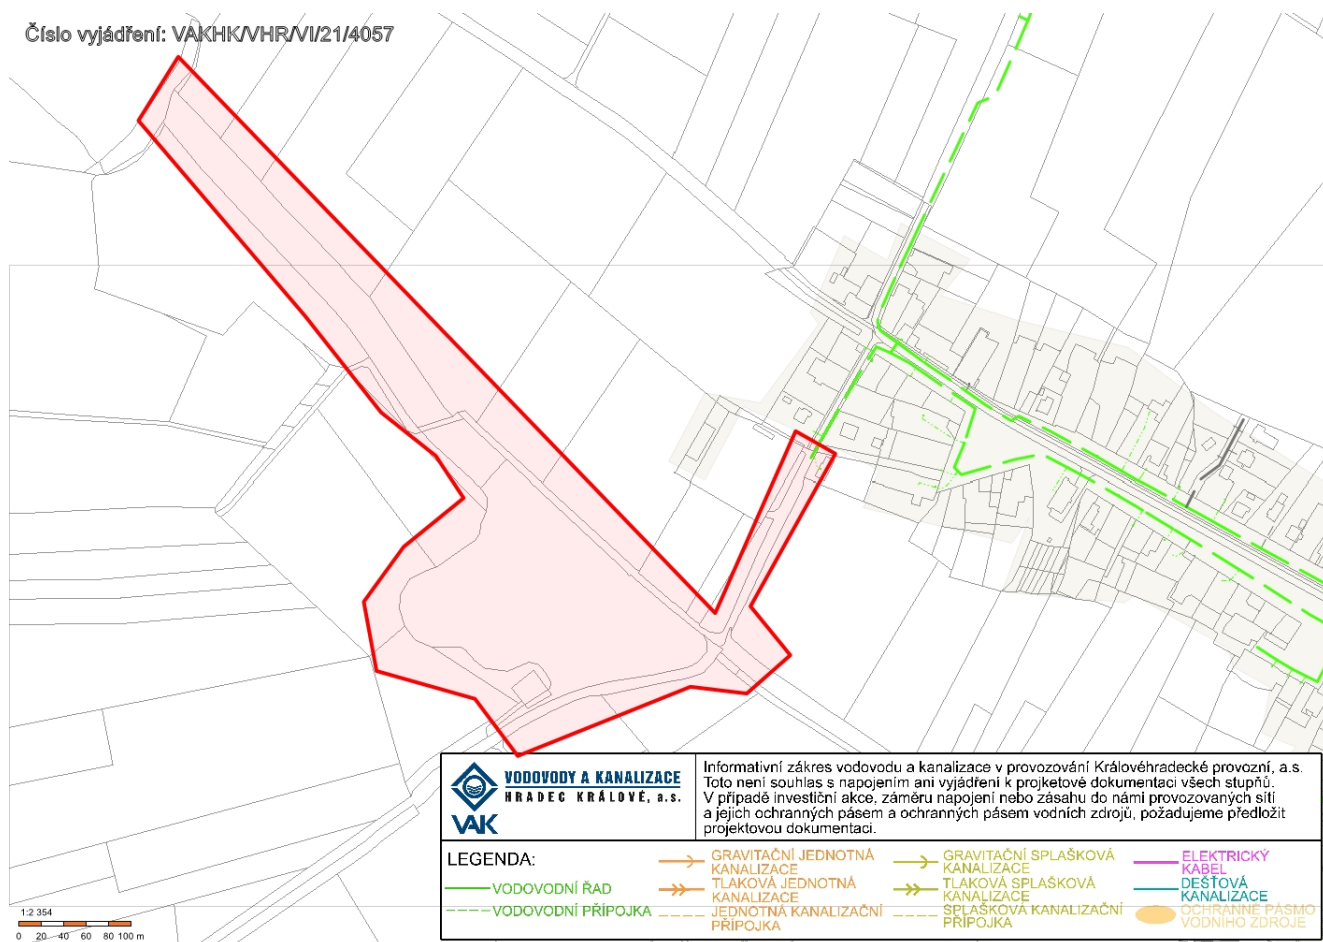 Číslo vyjádření: VAKHK/VHR/VI/21/4057
VODOVODY A KANALIZACE
HRADEC KRÁLOVÉ, a.s.
VAK
Informativní zákres vodovodu a kanalizace v provozování Královéhradecké provozní, a.s.
Toto není souhlas s napojením ani vyjádření k projketové dokumentaci všech stupňů.
V případě investiční akce, záměru napojení nebo zásahu do námi provozovaných sítí
a jejich ochranných pásem a ochranných pásem vodních zdrojů, požadujeme předložit
projektovou dokumentaci.
LEGENDA:
VODOVODNÍ ŘAD
VODOVODNÍ PŘÍPOJKA
GRAVITAČNÍ JEDNOTNÁ
KANALIZACE
TLAKOVÁ JEDNOTNÁ
KANALIZACE
JEDNOTNÁ KANALIZAČNÍ
PŘÍPOJKA
GRAVITAČNÍ SPLAŠKOVÁ
KANALIZACE
TLAKOVÁ SPLAŠKOVÁ
KANALIZACE
SPLAŠKOVÁ KANALIZAČNÍ
PŘÍPOJKA
ELEKTRICKÝ
KABEL
DEŠŤOVÁ
KANALIZACE
OCHRANNÉ PÁSMO
VODNÍHO ZDROJE
1:2 354
0 20 40 60 80 100 m